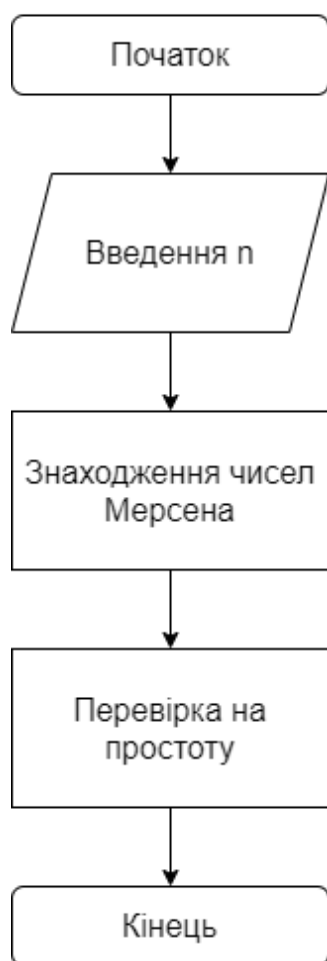 Початок
Введення n
Знаходження чисел
Мерсена
Перевірка на
простоту
Кінець